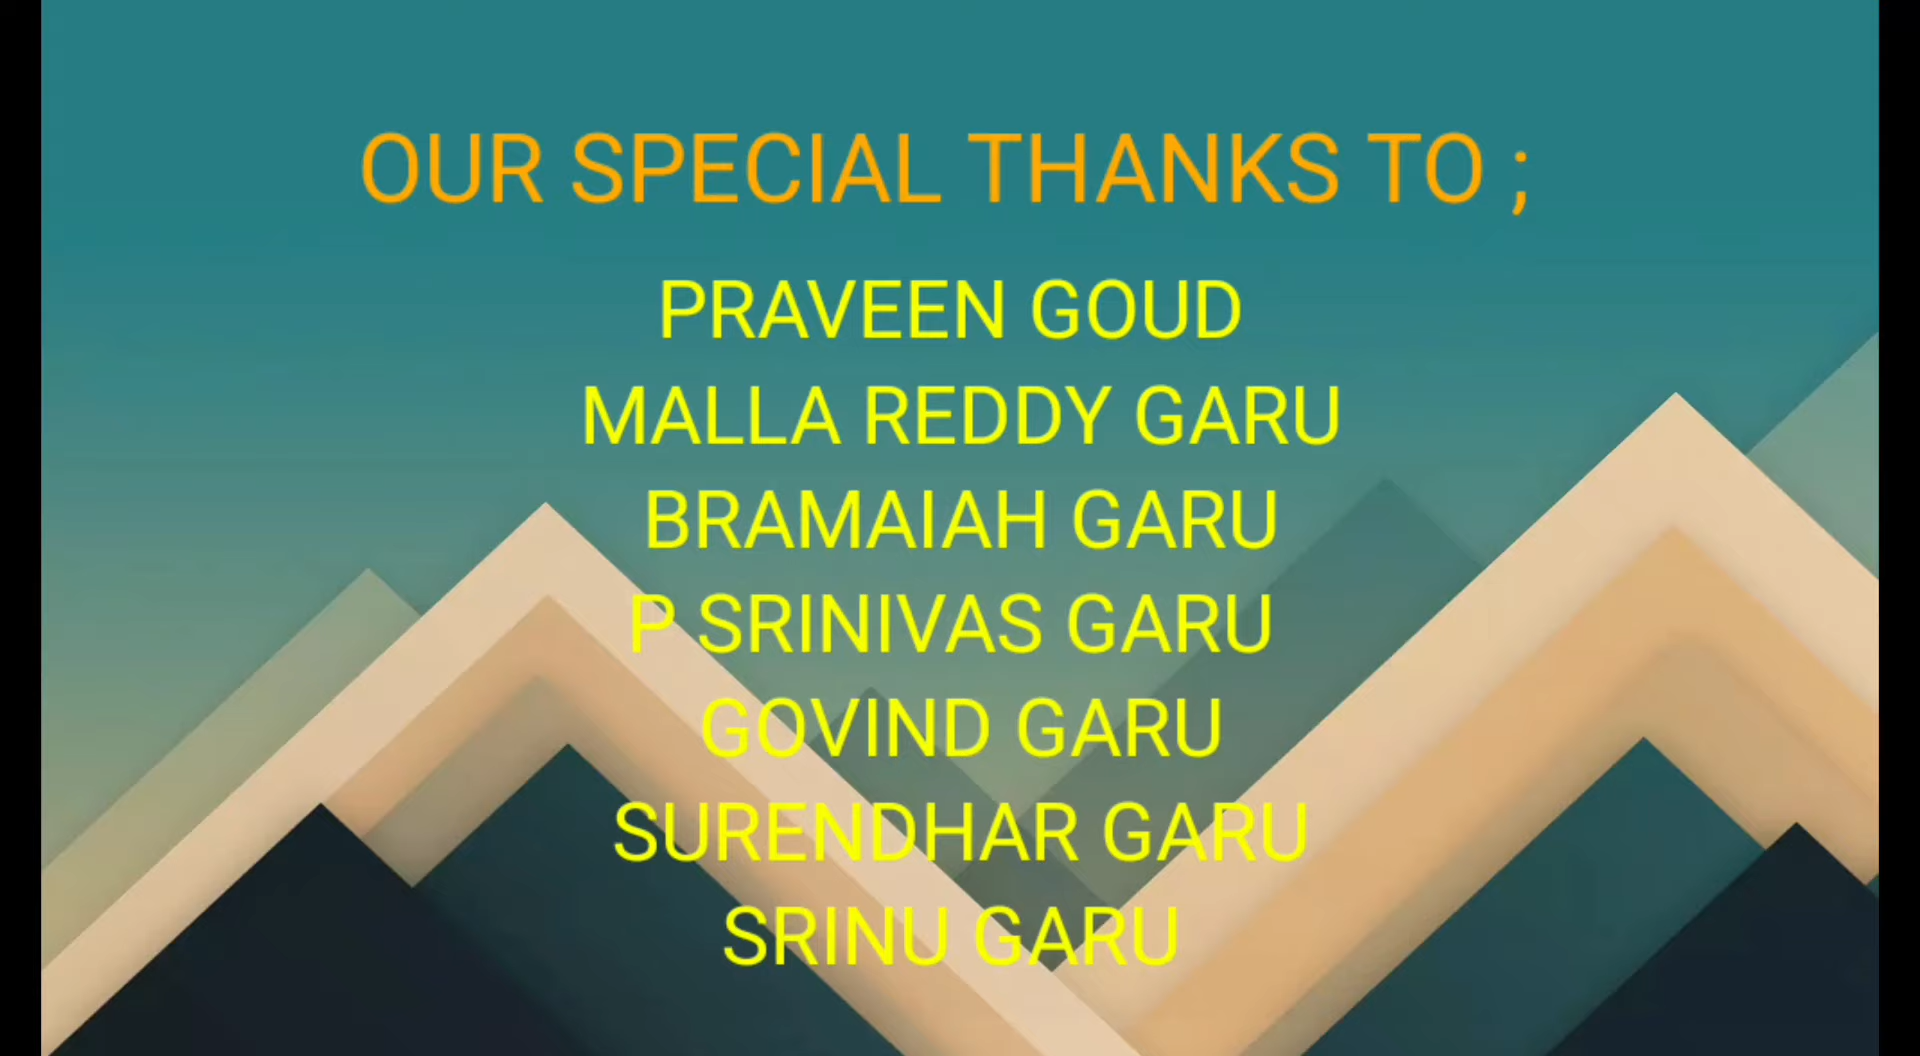 OUR SPECIAL THANKS TO ;
PRAVEEN GOUD
MALLA REDDY GARU
BRAMAIAH GARU
P SRINIVAS GARU
GOVIND GARU
SURENDHAR GARU
SRINU GARU